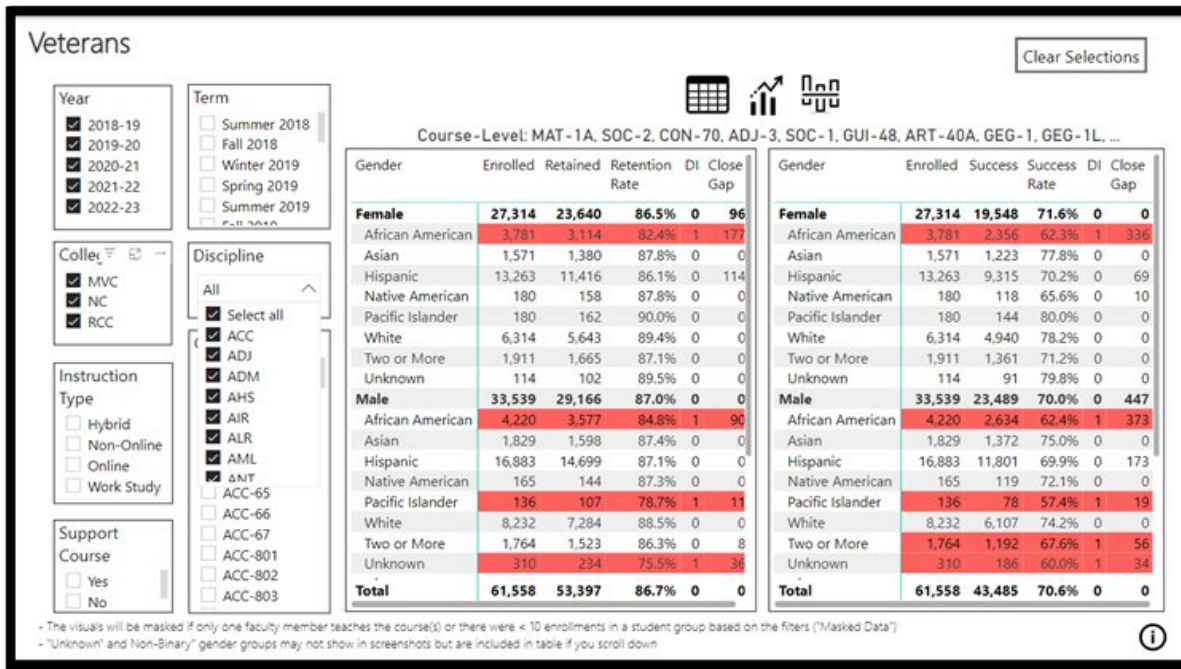 Veterans
Clear Selections
Year
2018-19
2019-20
2020-21
2021-22
2022-23
Term
Summer 2018
Fall 2018
Winter 2019
Spring 2019
Summer 2019
Fall 2019
MVC
NC
RCC
Discipline
All
Select all
ACC
ADJ
ADM
AHS
AIR
ALR
AML
ANT
ACC-65
ACC-66
ACC-67
ACC-801
ACC-802
ACC-803
Instruction
Type
Hybrid
Non-Online
Online
Work Study
Support
Course
Yes
No
Course-Level: MAT-1A, SOC-2, CON-70, ADJ-3, SOC-1, GUI-48, ART-40A, GEG-1, GEG-1L, ...
Gender Enrolled Retained Retention DI Close
Rate Gap
Female 27,314 23,640 86.5% 0 96
African American 3,781 3,114 82.4% 1 177
Asian 1,571 1,380 87.8% 0 0
Hispanic 13,263 11,416 86.1% 0 114
Native American 180 158 87.8% 0 0
Pacific Islander 180 162 90.0% 0 0
White 6,314 5,643 89.4% 0 0
Two or More 1,911 1,665 87.1% 0 0
Unknown 114 102 89.5% 0 0
Male 33,539 29,166 87.0% 0 0
African American 4,220 3,577 84.8% 1 90
Asian 1,829 1,598 87.4% 0 0
Hispanic 16,883 14,699 87.1% 0 0
Native American 165 144 87.3% 0 0
Pacific Islander 136 107 78.7% 1 11
White 8,232 7,284 88.5% 0 0
Two or More 1,764 1,523 86.3% 0 8
Unknown 310 234 75.5% 1 36
Total 61,558 53,397 86.7% 0 0
Gender Enrolled Success Success DI Close
Rate Gap
Female 27,314 19,548 71.6% 0 0
African American 3,781 2,356 62.3% 1 336
Asian 1,571 1,223 77.8% 0 0
Hispanic 13,263 9,315 70.2% 0 69
Native American 180 118 65.6% 0 10
Pacific Islander 180 144 80.0% 0 0
White 6,314 4,940 78.2% 0 0
Two or More 1,911 1,361 71.2% 0 0
Unknown 114 91 79.8% 0 0
Male 33,539 23,489 70.0% 0 447
African American 4,220 2,634 62.4% 1 373
Asian 1,829 1,372 75.0% 0 0
Hispanic 16,883 11,801 69.9% 0 173
Native American 165 119 72.1% 0 0
Pacific Islander 136 78 57.4% 1 19
White 8,232 6,107 74.2% 0 0
Two or More 1,764 1,192 67.6% 1 56
Unknown 310 186 60.0% 1 34
Total 61,558 43,485 70.6% 0 0
- The visuals will be masked if only one faculty member teaches the course(s) or there were < 10 enrollments in a student group based on the filters ("Masked Data")
- "Unknown" and Non-Binary" gender groups may not show in screenshots but are included in table if you scroll down